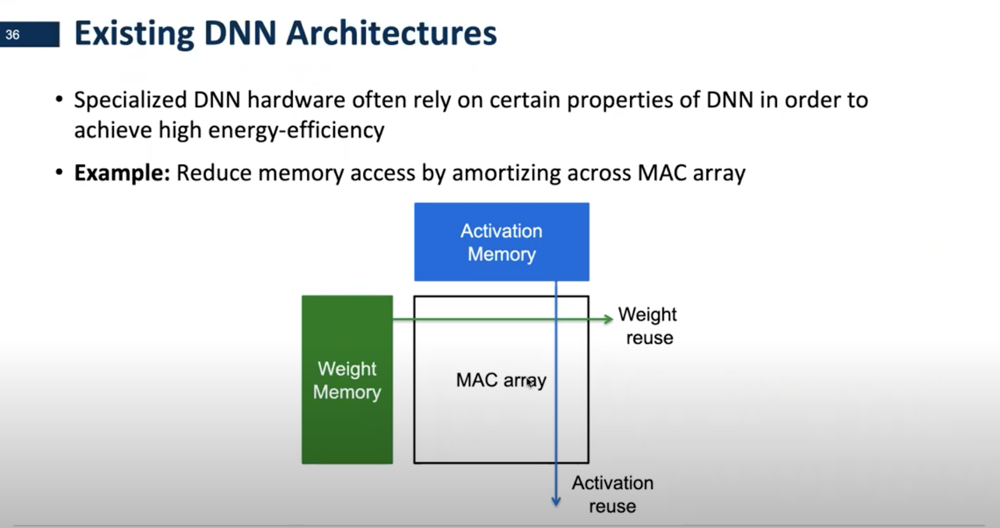 36
Existing DNN Architectures
• Specialized DNN hardware often rely on certain properties of DNN in order to
achieve high energy-efficiency
• Example: Reduce memory access by amortizing across MAC array
Activation
Memory
Weight
reuse
Weight
Memory
MAC array
Activation
reuse